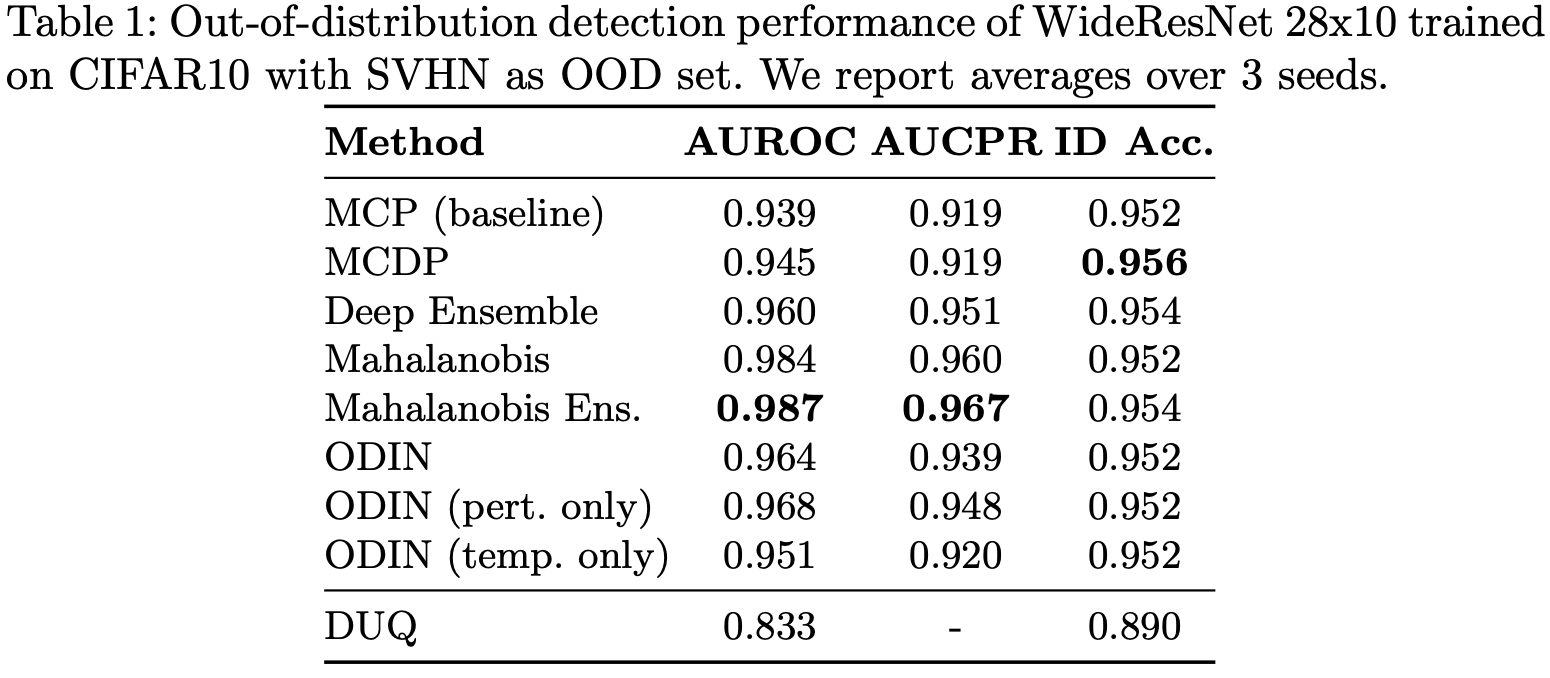 Table 1: Out-of-distribution detection performance of WideResNet 28x10 trained
on CIFAR10 with SVHN as OOD set. We report averages over 3 seeds.
Method AUROC AUCPR ID Acc.
MCP (baseline) 0.939 0.919 0.952
MCDP 0.945 0.919 0.956
Deep Ensemble 0.960 0.951 0.954
Mahalanobis 0.984 0.960 0.952
Mahalanobis Ens. 0.987 0.967 0.954
ODIN 0.964 0.939 0.952
ODIN (pert. only) 0.968 0.948 0.952
ODIN (temp. only) 0.951 0.920 0.952
DUQ 0.833 - 0.890